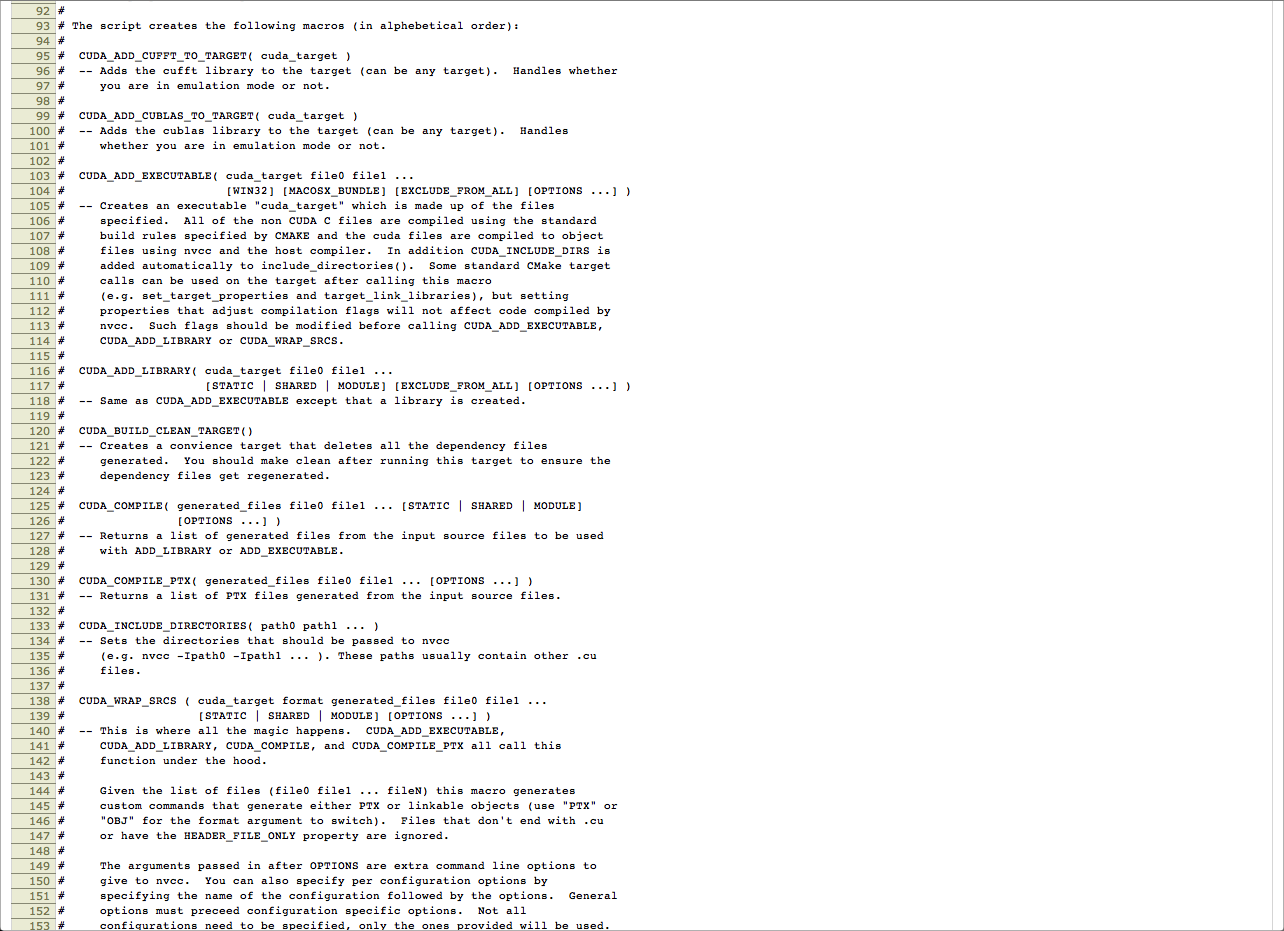 92 #
93 # The script creates the following macros (in alphebetical order):
94 #
95 #  CUDA_ADD_CUFFT_TO_TARGET( cuda_target )
96 #  -- Adds the cufft library to the target (can be any target).  Handles whether
97 #     you are in emulation mode or not.
98 #
99 #  CUDA_ADD_CUBLAS_TO_TARGET( cuda_target )
100 #  -- Adds the cublas library to the target (can be any target).  Handles
101 #     whether you are in emulation mode or not.
102 #
103 #  CUDA_ADD_EXECUTABLE( cuda_target file0 file1 ...
104 #                       [WIN32] [MACOSX_BUNDLE] [EXCLUDE_FROM_ALL] [OPTIONS ...] )
105 #  -- Creates an executable "cuda_target" which is made up of the files
106 #     specified.  All of the non CUDA C files are compiled using the standard
107 #     build rules specified by CMAKE and the cuda files are compiled to object
108 #     files using nvcc and the host compiler.  In addition CUDA_INCLUDE_DIRS is
109 #     added automatically to include_directories().  Some standard CMake target
110 #     calls can be used on the target after calling this macro
111 #     (e.g. set_target_properties and target_link_libraries), but setting
112 #     properties that adjust compilation flags will not affect code compiled by
113 #     nvcc.  Such flags should be modified before calling CUDA_ADD_EXECUTABLE,
114 #     CUDA_ADD_LIBRARY or CUDA_WRAP_SRCS.
115 #
116 #  CUDA_ADD_LIBRARY( cuda_target file0 file1 ...
117 #                    [STATIC | SHARED | MODULE] [EXCLUDE_FROM_ALL] [OPTIONS ...] )
118 #  -- Same as CUDA_ADD_EXECUTABLE except that a library is created.
119 #
120 #  CUDA_BUILD_CLEAN_TARGET()
121 #  -- Creates a convience target that deletes all the dependency files
122 #     generated.  You should make clean after running this target to ensure the
123 #     dependency files get regenerated.
124 #
125 #  CUDA_COMPILE( generated_files file0 file1 ... [STATIC | SHARED | MODULE]
126 #                [OPTIONS ...] )
127 #  -- Returns a list of generated files from the input source files to be used
128 #     with ADD_LIBRARY or ADD_EXECUTABLE.
129 #
130 #  CUDA_COMPILE_PTX( generated_files file0 file1 ... [OPTIONS ...] )
131 #  -- Returns a list of PTX files generated from the input source files.
132 #
133 #  CUDA_INCLUDE_DIRECTORIES( path0 path1 ... )
134 #  -- Sets the directories that should be passed to nvcc
135 #     (e.g. nvcc -Ipath0 -Ipath1 ... ). These paths usually contain other .cu
136 #     files.
137 #
138 #  CUDA_WRAP_SRCS ( cuda_target format generated_files file0 file1 ...
139 #                   [STATIC | SHARED | MODULE] [OPTIONS ...] )
140 #  -- This is where all the magic happens.  CUDA_ADD_EXECUTABLE,
141 #     CUDA_ADD_LIBRARY, CUDA_COMPILE, and CUDA_COMPILE_PTX all call this
142 #     function under the hood.
143 #
144 #     Given the list of files (file0 file1 ... fileN) this macro generates
145 #     custom commands that generate either PTX or linkable objects (use "PTX" or
146 #     "OBJ" for the format argument to switch).  Files that don't end with .cu
147 #     or have the HEADER_FILE_ONLY property are ignored.
148 #
149 #     The arguments passed in after OPTIONS are extra command line options to
150 #     give to nvcc.  You can also specify per configuration options by
151 #     specifying the name of the configuration followed by the options.  General
152 #     options must preceed configuration specific options.  Not all
153 #     configurations need to be specified, only the ones provided will be used.